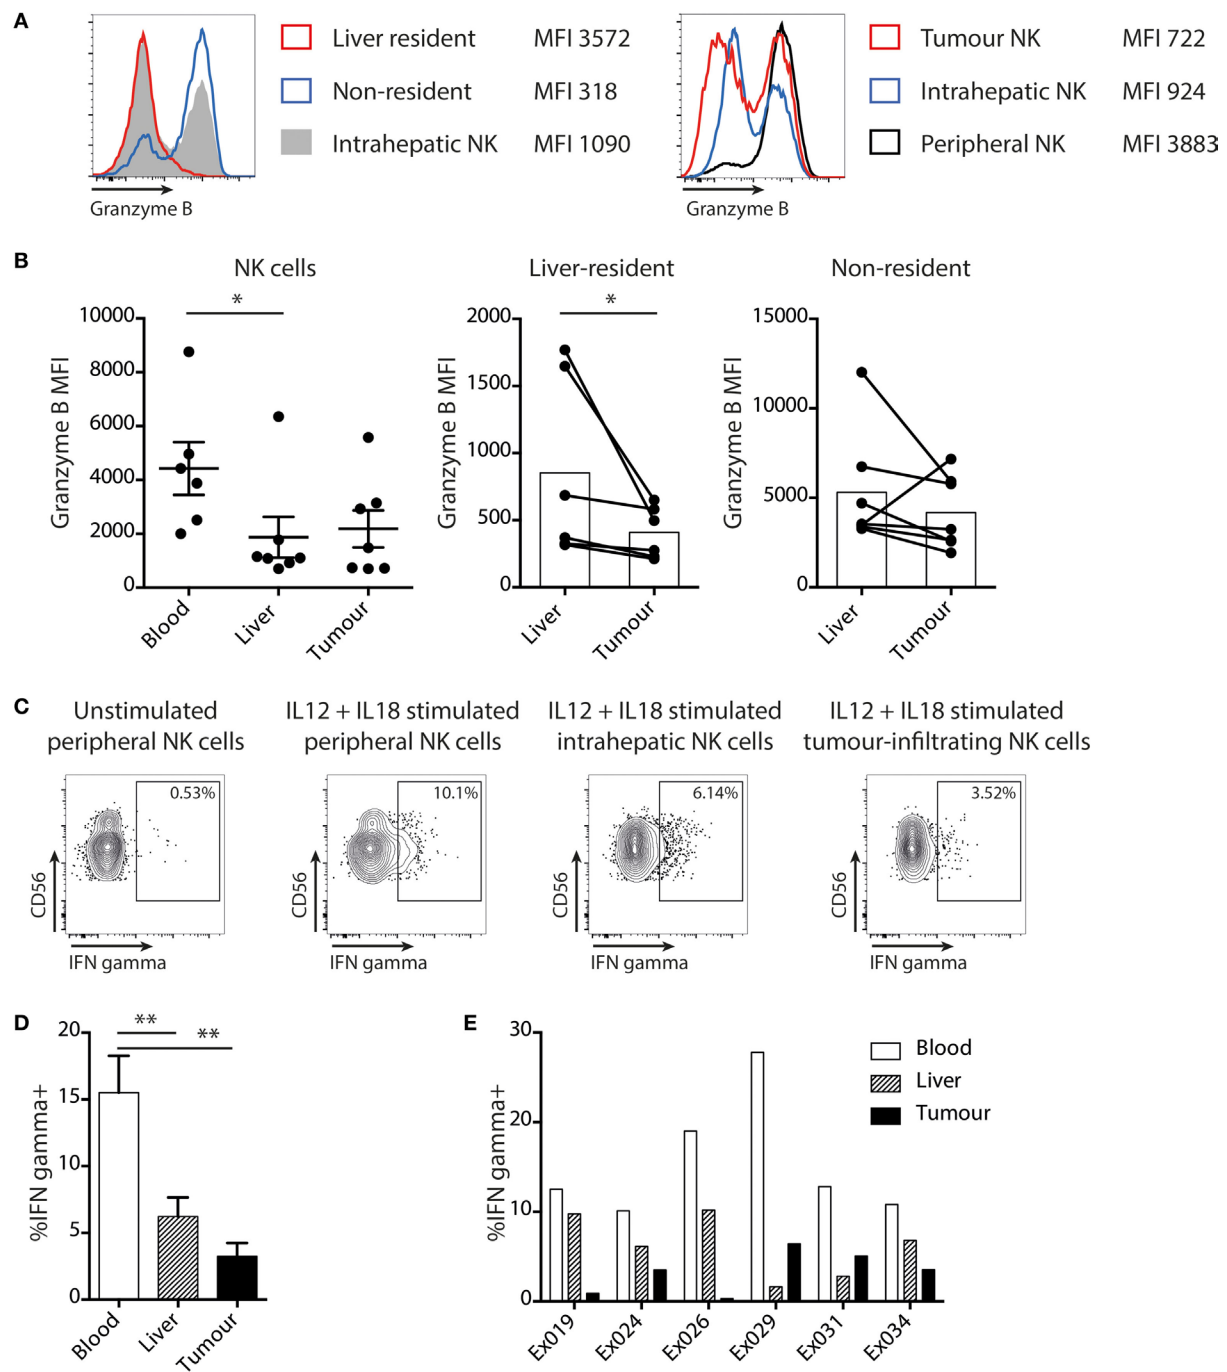 A
Liver resident MFI 3572
Non-resident MFI 318
Intrahepatic NK MFI 1090
Granzyme B
Tumour NK MFI 722
Intrahepatic NK MFI 924
Peripheral NK MFI 3883
Granzyme B
B
NK cells
*
Granzyme B MFI
10000
8000
6000
4000
2000
0
Blood
Liver
Tumour
Liver-resident
*
Granzyme B MFI
2000
1500
1000
500
0
Liver
Tumour
Non-resident
Granzyme B MFI
15000
10000
5000
0
Liver
Tumour
C
Unstimulated
peripheral NK cells
0.53%
CD56
IFN gamma
IL12 + IL18 stimulated
peripheral NK cells
10.1%
CD56
IFN gamma
IL12 + IL18 stimulated
intrahepatic NK cells
6.14%
CD56
IFN gamma
IL12 + IL18 stimulated
tumour-infiltrating NK cells
3.52%
CD56
IFN gamma
D
**
**
%IFN gamma+
20
15
10
5
0
Blood
Liver
Tumour
E
%IFN gamma+
30
20
10
0
Blood
Liver
Tumour
Ex019
Ex024
Ex026
Ex029
Ex031
Ex034